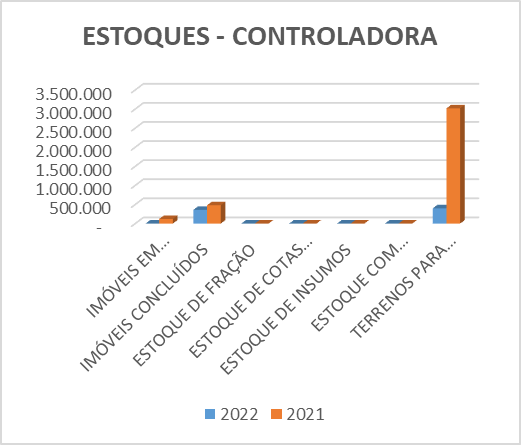 ESTOQUES - CONTROLADORA
3.500.000
3.000.000
2.500.000
2.000.000
1.500.000
1.000.000
500.000
-
IMÓVEIS EM...
IMÓVEIS CONCLUÍDOS
ESTOQUE DE FRAÇÃO
ESTOQUE DE COTAS...
ESTOQUE DE INSUMOS
ESTOQUE COM...
TERRENOS PARA...
2022
2021